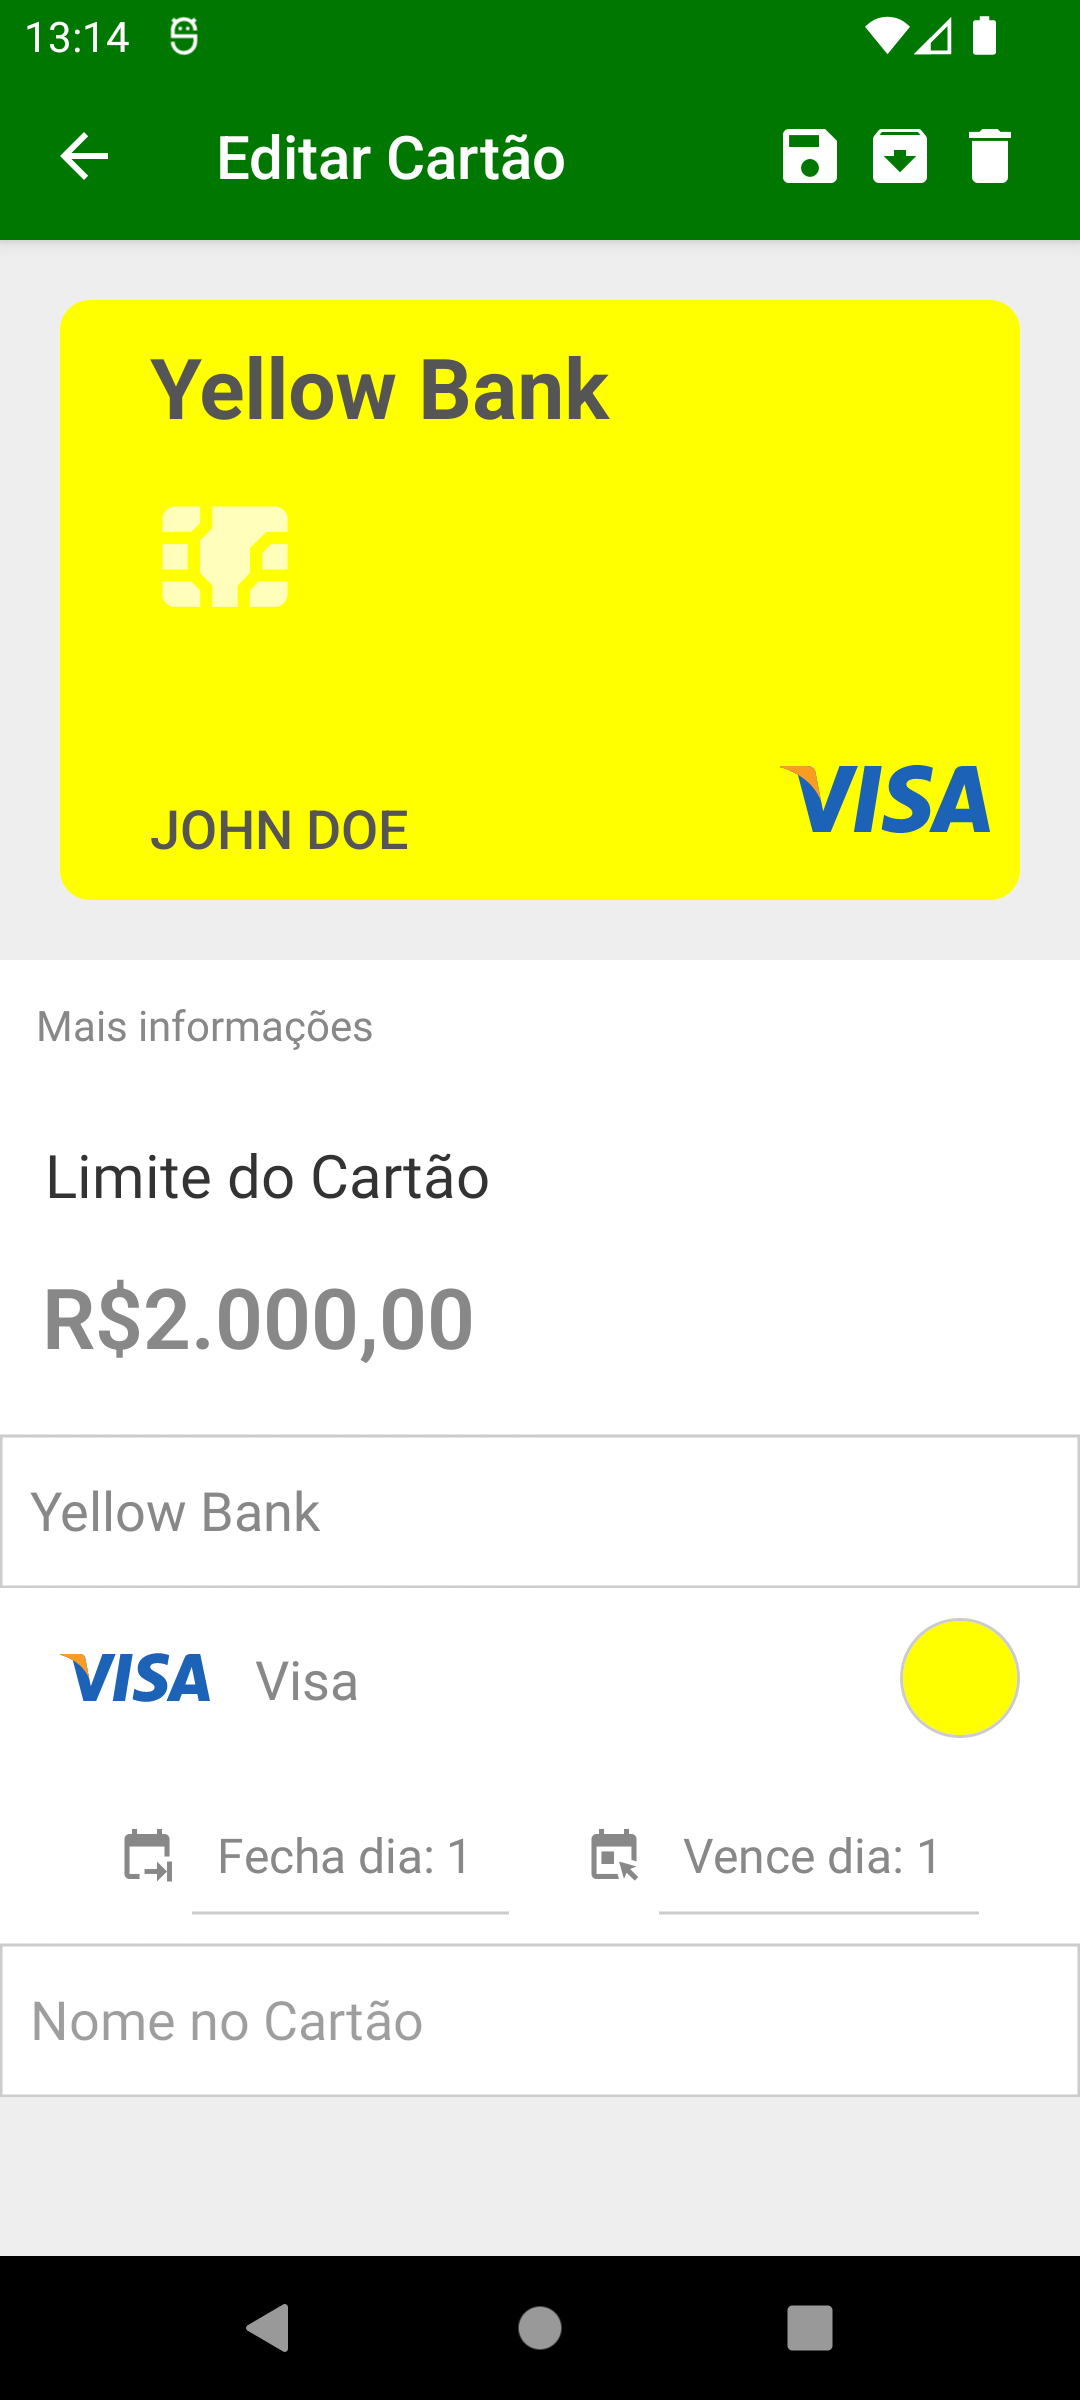 13:14
Editar Cartão
Yellow Bank
JOHN DOE
VISA
Mais informações
Limite do Cartão
R$2.000,00
Yellow Bank
VISA Visa
Fecha dia: 1 Vence dia: 1
Nome no Cartão